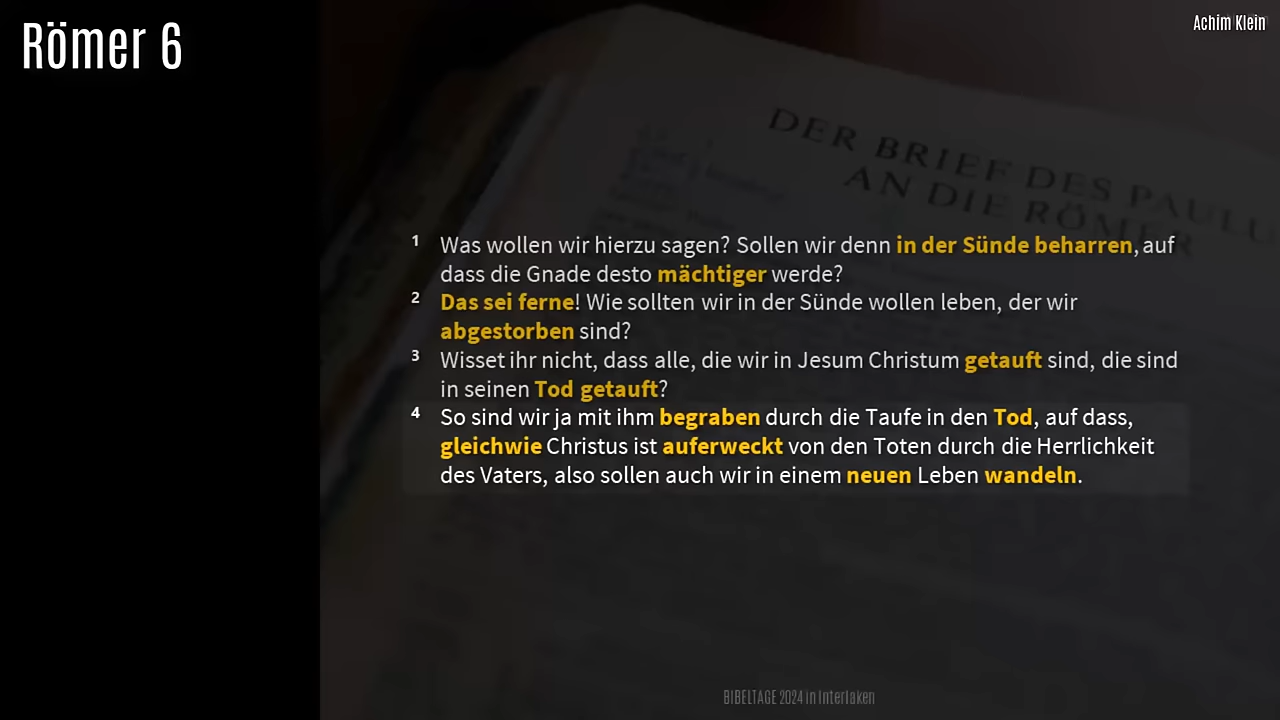 Römer 6
Achim Klein
DER BRIEF DES PAULU
AN DIE RÖMER
1 Was wollen wir hierzu sagen? Sollen wir denn in der Sünde beharren, auf
dass die Gnade desto mächtiger werde?
2 Das sei ferne! Wie sollten wir in der Sünde wollen leben, der wir
abgestorben sind?
3 Wisset ihr nicht, dass alle, die wir in Jesum Christum getauft sind, die sind
in seinen Tod getauft?
4 So sind wir ja mit ihm begraben durch die Taufe in den Tod, auf dass,
gleichwie Christus ist auferweckt von den Toten durch die Herrlichkeit
des Vaters, also sollen auch wir in einem neuen Leben wandeln.
BIBELTAGE 2024 in Interlaken